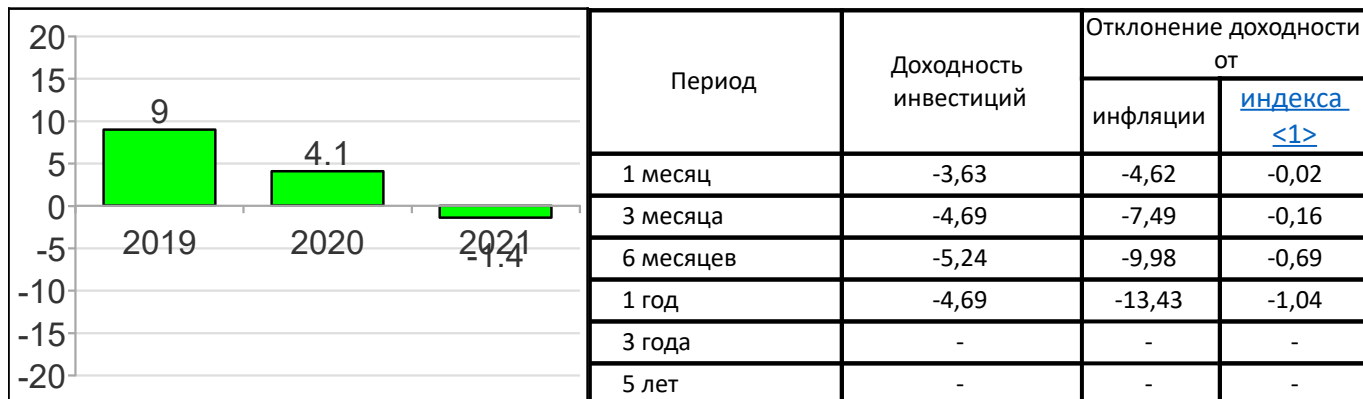 20
15
10
5
0
-5
-10
-15
-20
9
4.1
-1.4
2019 2020 2021
Период
Доходность
инвестиций
Отклонение доходности
от
инфляции
индекса
<1>
1 месяц -3,63 -4,62 -0,02
3 месяца -4,69 -7,49 -0,16
6 месяцев -5,24 -9,98 -0,69
1 год -4,69 -13,43 -1,04
3 года - - -
5 лет - - -